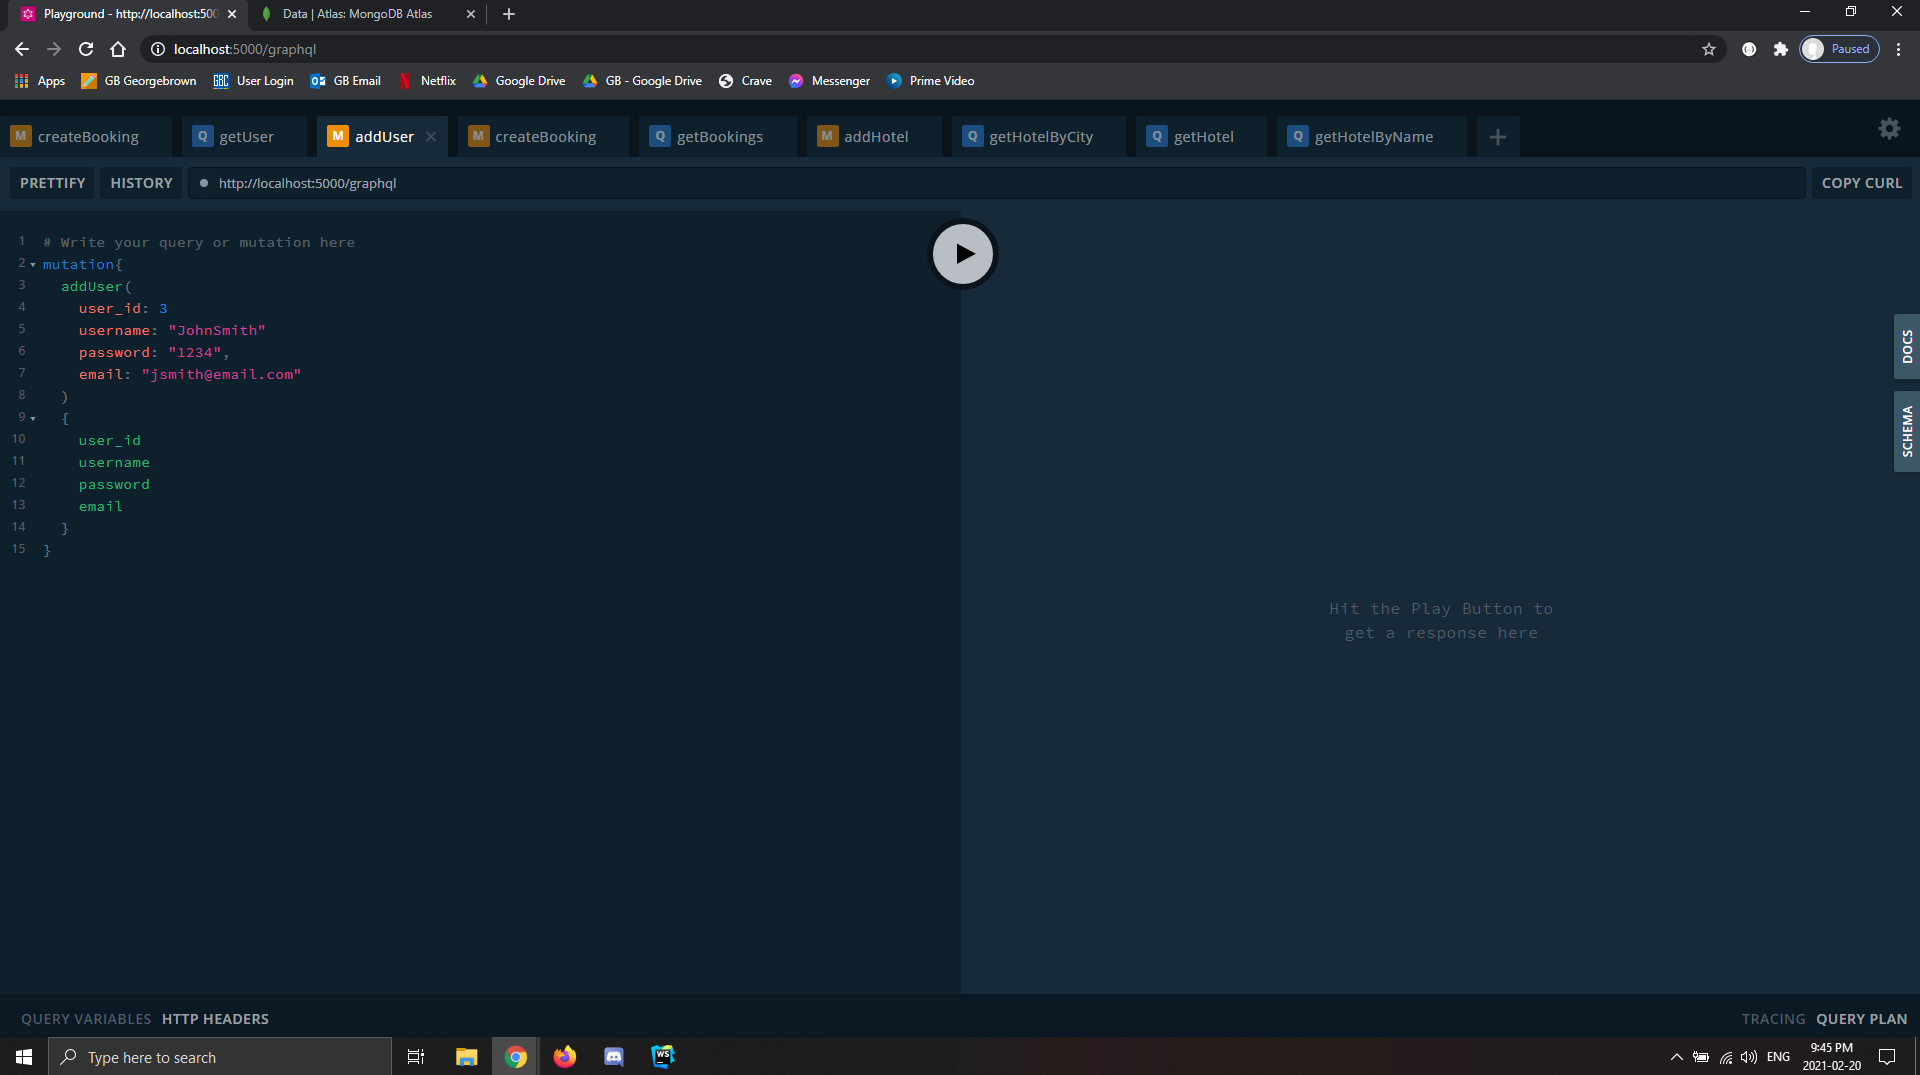 Playground - http://localhost:500
Data | Atlas: MongoDB Atlas
localhost:5000/graphql
Paused
Apps
GB Georgebrown
GBC
User Login
GB Email
Netflix
Google Drive
GB - Google Drive
Crave
Messenger
Prime Video
M createBooking
Q getUser
M addUser
M createBooking
Q getBookings
M addHotel
Q getHotelByCity
Q getHotel
Q getHotelByName
PRETTIFY
HISTORY
http://localhost:5000/graphql
COPY CURL
1 # Write your query or mutation here
2 mutation{
3 addUser(
4 user_id: 3
5 username: "JohnSmith"
6 password: "1234",
7 email: "jsmith@email.com"
8 )
9 {
10 user_id
11 username
12 password
13 email
14 }
15 }
Hit the Play Button to
get a response here
DOCS
SCHEMA
QUERY VARIABLES
HTTP HEADERS
TRACING
QUERY PLAN
Type here to search
WS
ENG
9:45 PM
2021-02-20